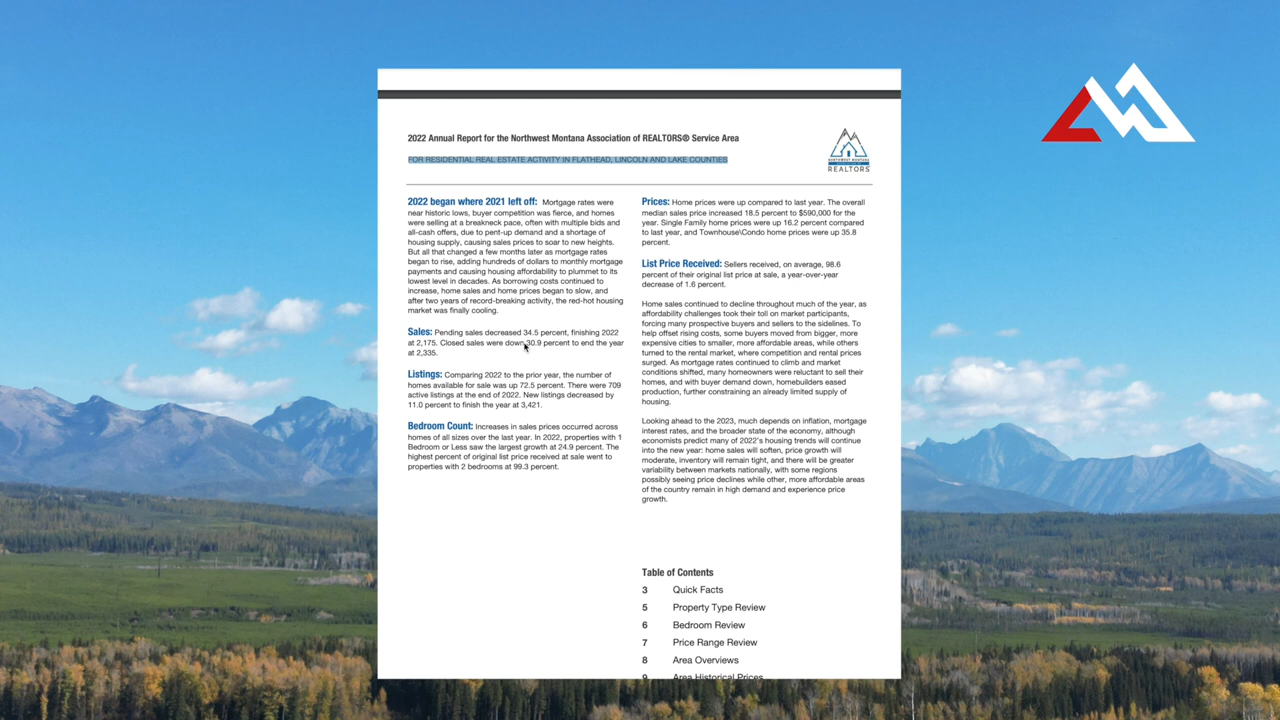 2022 Annual Report for the Northwest Montana Association of REALTORS® Service Area
FOR RESIDENTIAL REAL ESTATE ACTIVITY IN FLATHEAD, LINCOLN AND LAKE COUNTIES
NORTHWEST MONTANA
REALTORS
2022 began where 2021 left off: Mortgage rates were
near historic lows, buyer competition was fierce, and homes
were selling at a breakneck pace, often with multiple bids and
all-cash offers, due to pent-up demand and a shortage of
housing supply, causing sales prices to soar to new heights.
But all that changed a few months later as mortgage rates
began to rise, adding hundreds of dollars to monthly mortgage
payments and causing housing affordability to plummet to its
lowest level in decades. As borrowing costs continued to
increase, home sales and home prices began to slow, and
after two years of record-breaking activity, the red-hot housing
market was finally cooling.
Sales: Pending sales decreased 34.5 percent, finishing 2022
at 2,175. Closed sales were down 30.9 percent to end the year
at 2,335.
Listings: Comparing 2022 to the prior year, the number of
homes available for sale was up 72.5 percent. There were 709
active listings at the end of 2022. New listings decreased by
11.0 percent to finish the year at 3,421.
Bedroom Count: Increases in sales prices occurred across
homes of all sizes over the last year. In 2022, properties with 1
Bedroom or Less saw the largest growth at 24.9 percent. The
highest percent of original list price received at sale went to
properties with 2 bedrooms at 99.3 percent.
Prices: Home prices were up compared to last year. The overall
median sales price increased 18.5 percent to $590,000 for the
year. Single Family home prices were up 16.2 percent compared
to last year, and Townhouse\Condo home prices were up 35.8
percent.
List Price Received: Sellers received, on average, 98.6
percent of their original list price at sale, a year-over-year
decrease of 1.6 percent.
Home sales continued to decline throughout much of the year, as
affordability challenges took their toll on market participants,
forcing many prospective buyers and sellers to the sidelines. To
help offset rising costs, some buyers moved from bigger, more
expensive cities to smaller, more affordable areas, while others
turned to the rental market, where competition and rental prices
surged. As mortgage rates continued to climb and market
conditions shifted, many homeowners were reluctant to sell their
homes, and with buyer demand down, homebuilders eased
production, further constraining an already limited supply of
housing.
Looking ahead to the 2023, much depends on inflation, mortgage
interest rates, and the broader state of the economy, although
economists predict many of 2022's housing trends will continue
into the new year: home sales will soften, price growth will
moderate, inventory will remain tight, and there will be greater
variability between markets nationally, with some regions
possibly seeing price declines while other, more affordable areas
of the country remain in high demand and experience price
growth.
Table of Contents
3 Quick Facts
5 Property Type Review
6 Bedroom Review
7 Price Range Review
8 Area Overviews
9 Area Historical Prices